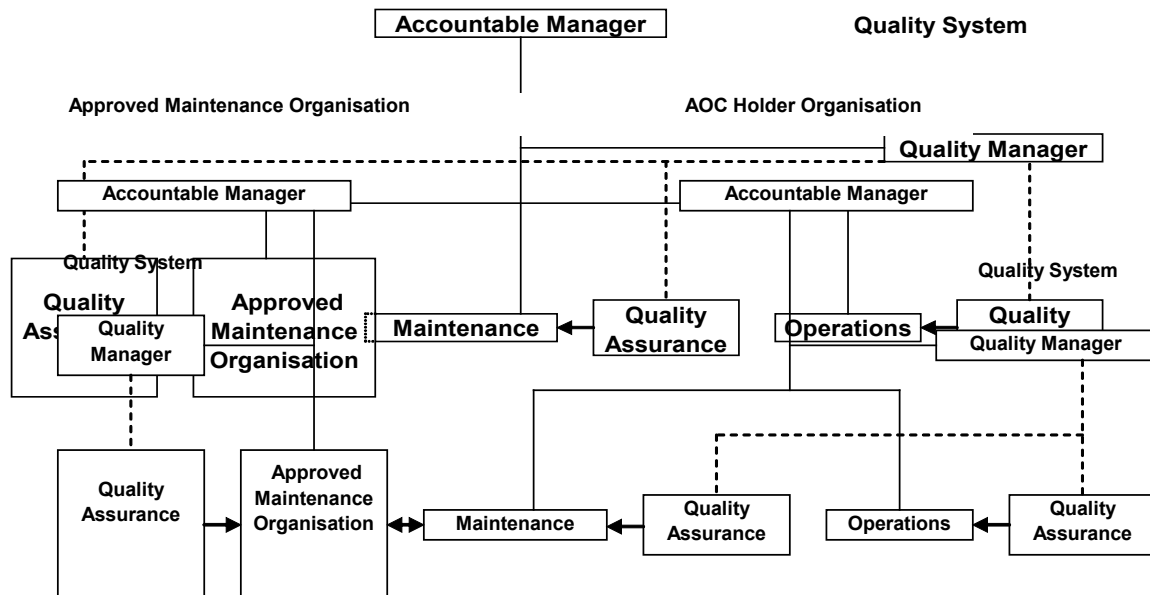 Accountable Manager
Quality System
Approved Maintenance Organisation
AOC Holder Organisation
Quality Manager
Accountable Manager
Accountable Manager
Quality System
Quality System
Quality
Approved
Maintenance
Organisation
Quality
Manager
Maintenance
Quality
Assurance
Operations
Quality
Quality Manager
Quality
Assurance
Approved
Maintenance
Organisation
Maintenance
Quality
Assurance
Operations
Quality
Assurance